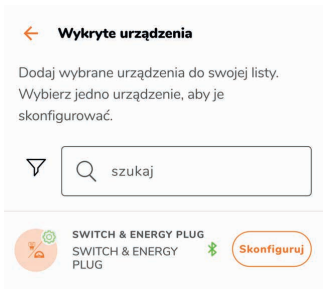 Wykryte urządzenia
Dodaj wybrane urządzenia do swojej listy.
Wybierz jedno urządzenie, aby je
skonfigurować.
szukaj
SWITCH & ENERGY PLUG
SWITCH & ENERGY
PLUG
Skonfiguruj